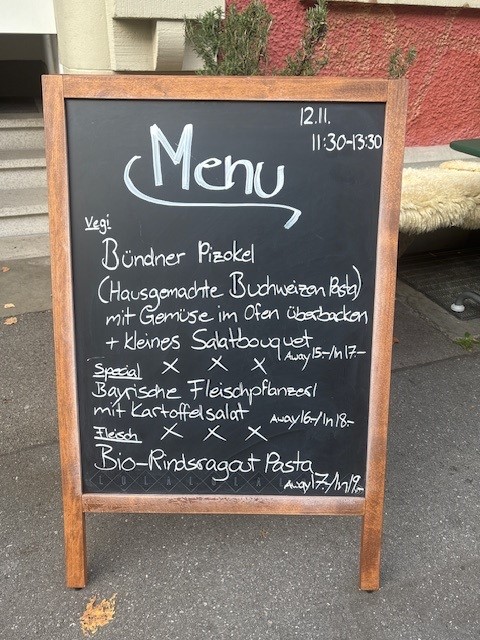 12.11.
11:30-13:30
Menu
Vegi
Bündner Pizokel
(Hausgemachte Buchweizen Pasta)
mit Gemüse im Ofen überbacken
+ kleines Salatbouquet
Away 15.-/In 17.-
Special X X X
Bayrische Fleischpflanzerl
mit Kartoffelsalat Away 16.-/In 18.-
Fleisch X X X
Bio-Rindsragout Pasta
Away 17.-/In 19.-